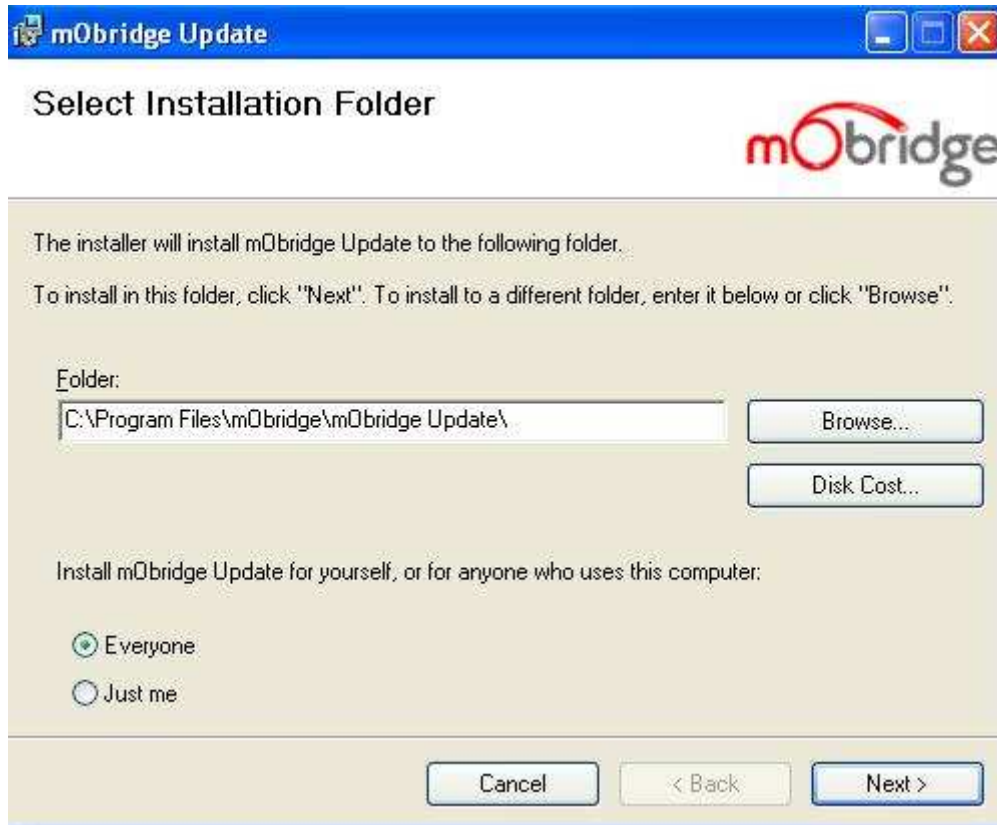 mObridge Update
Select Installation Folder
mObridge
The installer will install mObridge Update to the following folder.
To install in this folder, click "Next". To install to a different folder, enter it below or click "Browse".
Folder:
C:\Program Files\mObridge\mObridge Update\
Browse...
Disk Cost...
Install mObridge Update for yourself, or for anyone who uses this computer:
Everyone
Just me
Cancel
< Back
Next >